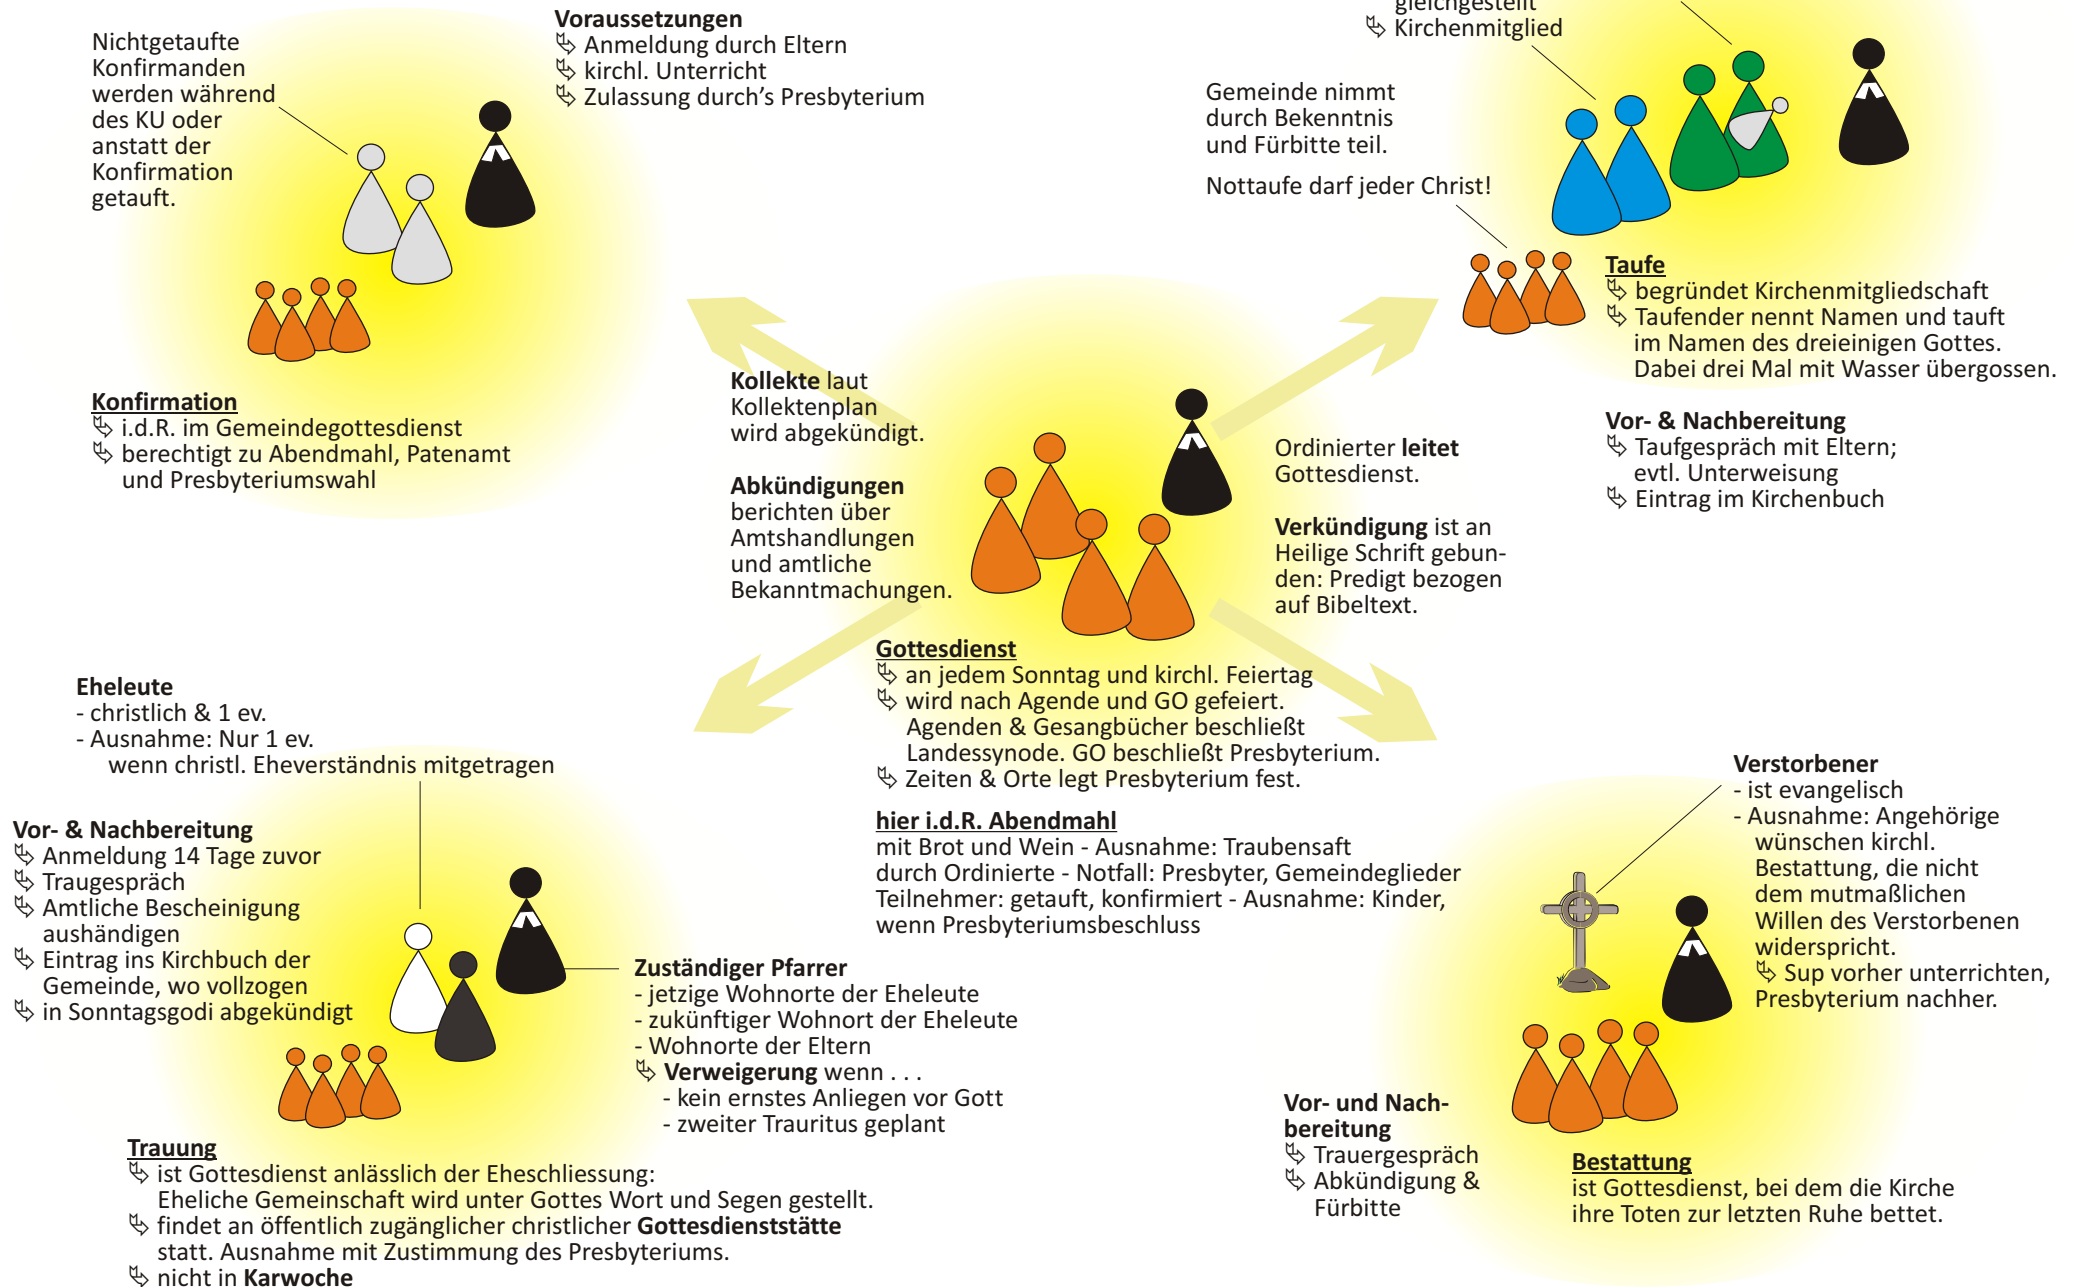 Nichtgetaufte
Konfirmanden
werden während
des KU oder
anstatt der
Konfirmation
getauft.
Voraussetzungen
Anmeldung durch Eltern
kirchl. Unterricht
Zulassung durch's Presbyterium
Konfirmation
i.d.R. im Gemeindegottesdienst
berechtigt zu Abendmahl, Patenamt
und Presbyteriumswahl
gleichgestellt
Kirchenmitglied
Gemeinde nimmt
durch Bekenntnis
und Fürbitte teil.
Nottaufe darf jeder Christ!
Taufe
begründet Kirchenmitgliedschaft
Taufender nennt Namen und tauft
im Namen des dreieinigen Gottes.
Dabei drei Mal mit Wasser übergossen.
Vor- & Nachbereitung
Taufgespräch mit Eltern;
evtl. Unterweisung
Eintrag im Kirchenbuch
Kollekte laut
Kollektenplan
wird abgekündigt.
Abkündigungen
berichten über
Amtshandlungen
und amtliche
Bekanntmachungen.
Ordinierter leitet
Gottesdienst.
Verkündigung ist an
Heilige Schrift gebun-
den: Predigt bezogen
auf Bibeltext.
Gottesdienst
an jedem Sonntag und kirchl. Feiertag
wird nach Agende und GO gefeiert.
Agenden & Gesangbücher beschließt
Landessynode. GO beschließt Presbyterium.
Zeiten & Orte legt Presbyterium fest.
hier i.d.R. Abendmahl
mit Brot und Wein - Ausnahme: Traubensaft
durch Ordinierte - Notfall: Presbyter, Gemeindeglieder
Teilnehmer: getauft, konfirmiert - Ausnahme: Kinder,
wenn Presbyteriumsbeschluss
Eheleute
- christlich & 1 ev.
- Ausnahme: Nur 1 ev.
wenn christl. Eheverständnis mitgetragen
Vor- & Nachbereitung
Anmeldung 14 Tage zuvor
Traugespräch
Amtliche Bescheinigung
aushändigen
Eintrag ins Kirchbuch der
Gemeinde, wo vollzogen
in Sonntagsgodi abgekündigt
Zuständiger Pfarrer
- jetzige Wohnorte der Eheleute
- zukünftiger Wohnort der Eheleute
- Wohnorte der Eltern
Verweigerung wenn . . .
- kein ernstes Anliegen vor Gott
- zweiter Trauritus geplant
Trauung
ist Gottesdienst anlässlich der Eheschliessung:
Eheliche Gemeinschaft wird unter Gottes Wort und Segen gestellt.
findet an öffentlich zugänglicher christlicher Gottesdienststätte
statt. Ausnahme mit Zustimmung des Presbyteriums.
nicht in Karwoche
Verstorbener
- ist evangelisch
- Ausnahme: Angehörige
wünschen kirchl.
Bestattung, die nicht
dem mutmaßlichen
Willen des Verstorbenen
widerspricht.
Sup vorher unterrichten,
Presbyterium nachher.
Vor- und Nach-
bereitung
Trauergespräch
Abkündigung &
Fürbitte
Bestattung
ist Gottesdienst, bei dem die Kirche
ihre Toten zur letzten Ruhe bettet.